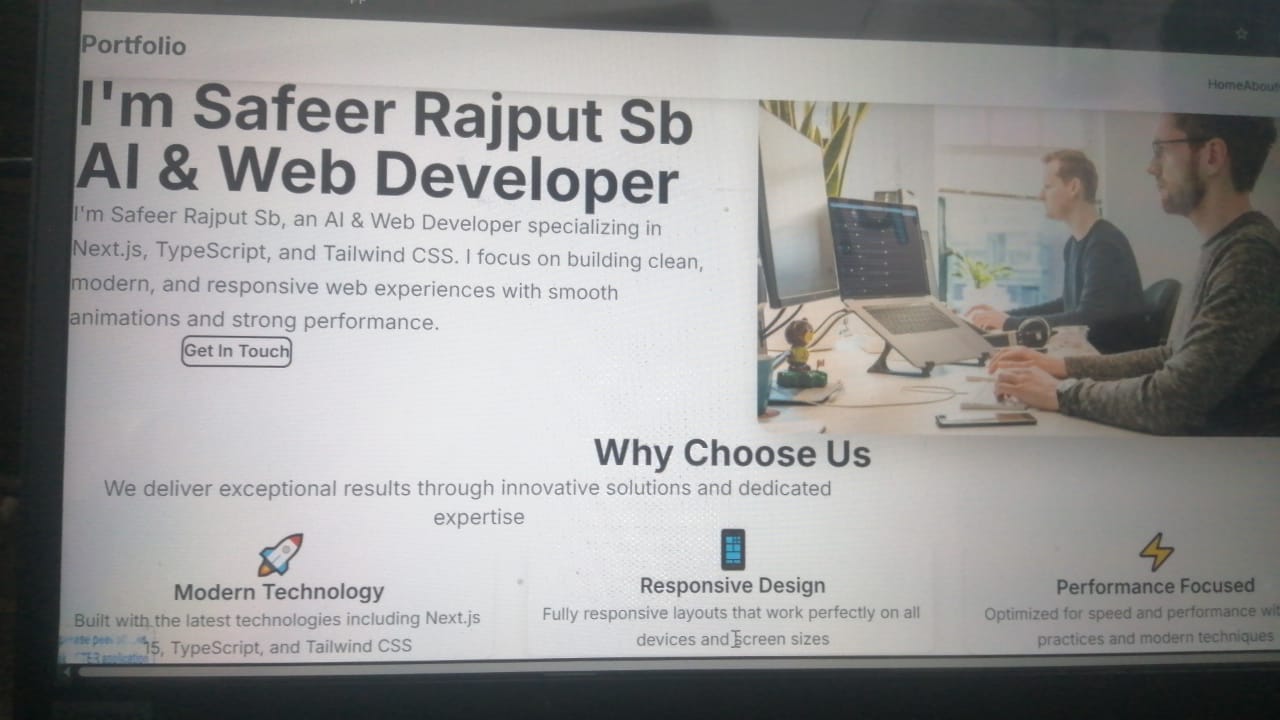 Portfolio
HomeAbout
I'm Safeer Rajput Sb
AI & Web Developer
I'm Safeer Rajput Sb, an AI & Web Developer specializing in
Next.js, TypeScript, and Tailwind CSS. I focus on building clean,
modern, and responsive web experiences with smooth
animations and strong performance.
Get In Touch
Why Choose Us
We deliver exceptional results through innovative solutions and dedicated
expertise
Modern Technology
Built with the latest technologies including Next.js
15, TypeScript, and Tailwind CSS
Responsive Design
Fully responsive layouts that work perfectly on all
devices and screen sizes
Performance Focused
Optimized for speed and performance
practices and modern techniques